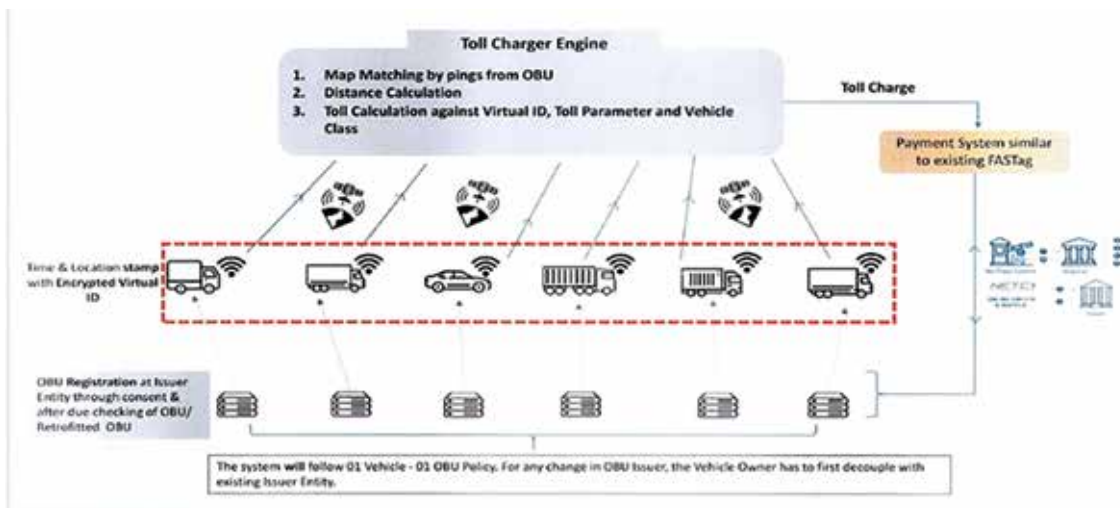 Toll Charger Engine
1. Map Matching by pings from OBU
2. Distance Calculation
3. Toll Calculation against Virtual ID, Toll Parameter and Vehicle
Class
Toll Charge
Payment System similar
to existing FASTag
Time & Location stamp
with Encrypted Virtual
ID
OBU Registration at Issuer
Entity through consent &
after due checking of OBU/
Retrofitted OBU
The system will follow 01 Vehicle - 01 OBU Policy. For any change in OBU Issuer, the Vehicle Owner has to first decouple with
existing Issuer Entity.